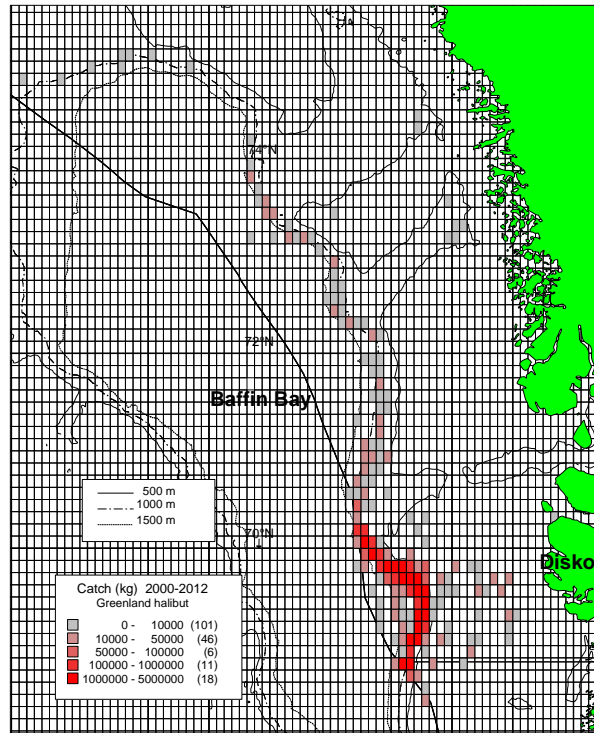 74°N
72°N
Baffin Bay
500 m
1000 m
1500 m
70°N
Disko
Catch (kg) 2000-2012
Greenland halibut
0 - 10000 (101)
10000 - 50000 (46)
50000 - 100000 (6)
100000 - 1000000 (11)
1000000 - 5000000 (18)